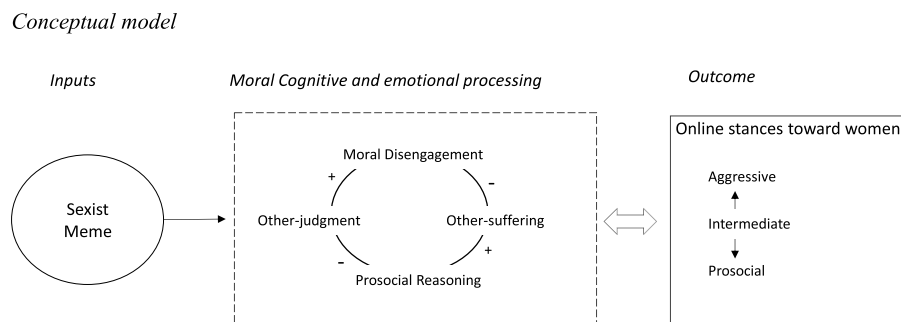 Conceptual model
Inputs
Moral Cognitive and emotional processing
Outcome
Online stances toward women
Moral Disengagement
+
-
Aggressive
Sexist
Meme
Other-judgment
Other-suffering
Intermediate
-
+
Prosocial Reasoning
Prosocial